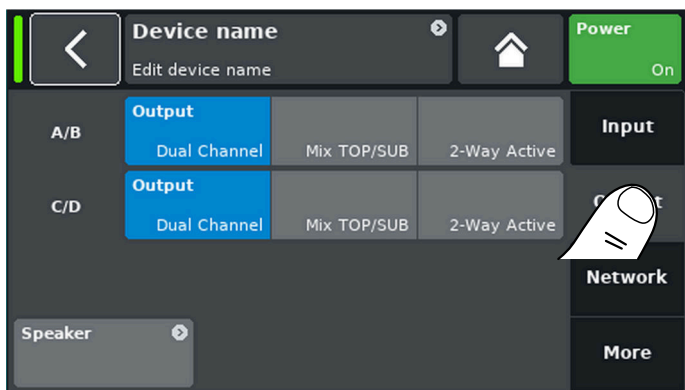 Device name
Edit device name
Power
On
A/B
Output
Dual Channel
Mix TOP/SUB
2-Way Active
Input
C/D
Output
Dual Channel
Mix TOP/SUB
2-Way Active
Network
Speaker
More